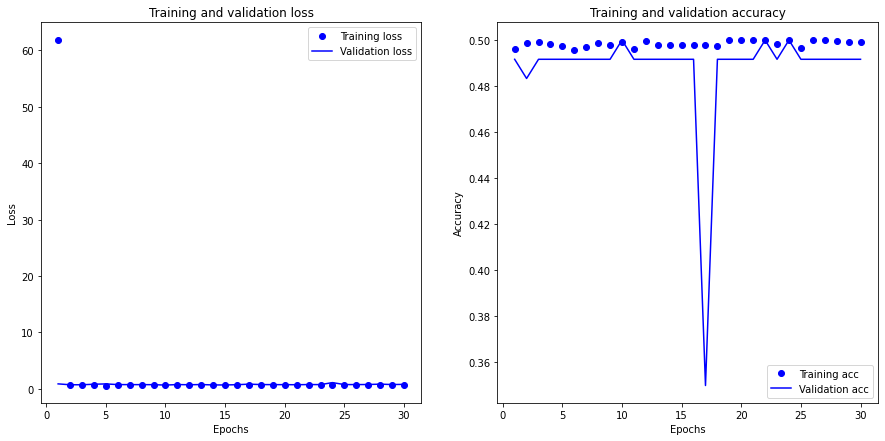 Training and validation loss
Training loss
Validation loss
60
50
40
30
20
10
0
Loss
0 5 10 15 20 25 30
Epochs
Training and validation accuracy
0.50
0.48
0.46
0.44
0.42
0.40
0.38
0.36
Accuracy
Training acc
Validation acc
0 5 10 15 20 25 30
Epochs